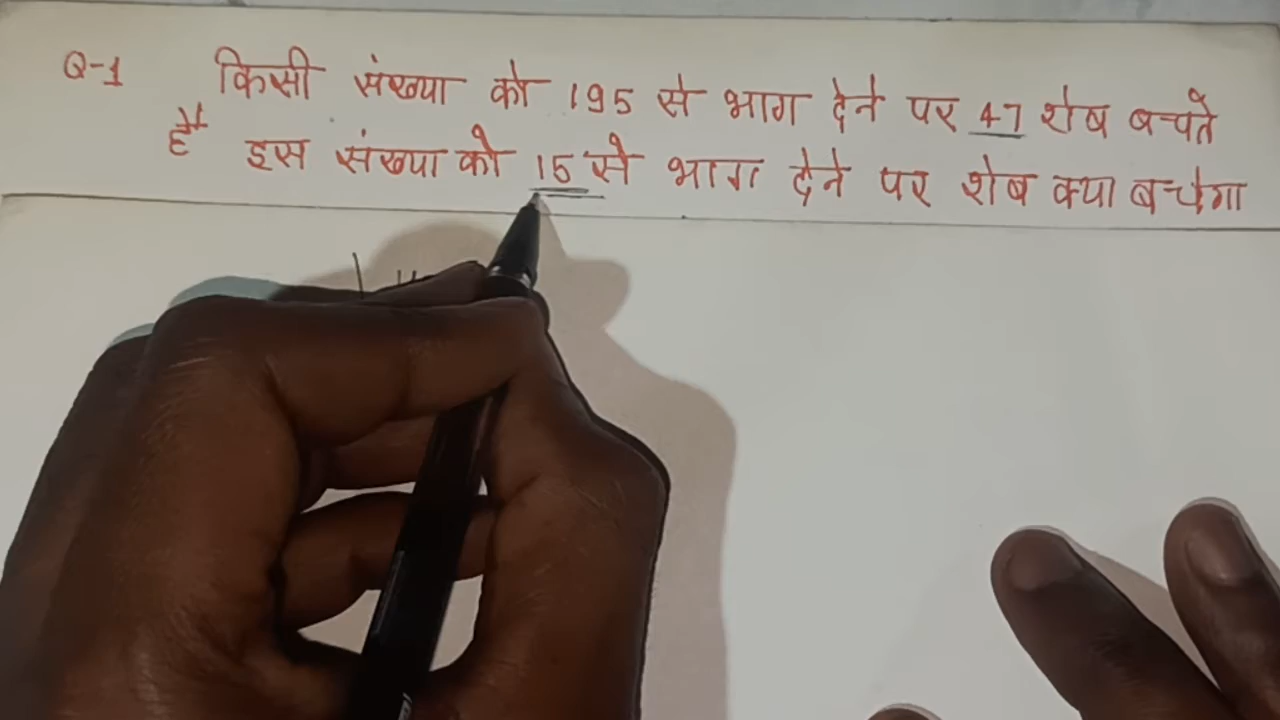 Q-1 किसी संख्या को 195 से भाग देने पर 47 शेष बचते
हैं इस संख्या को 15 से भाग देने पर शेष क्या बचेगा